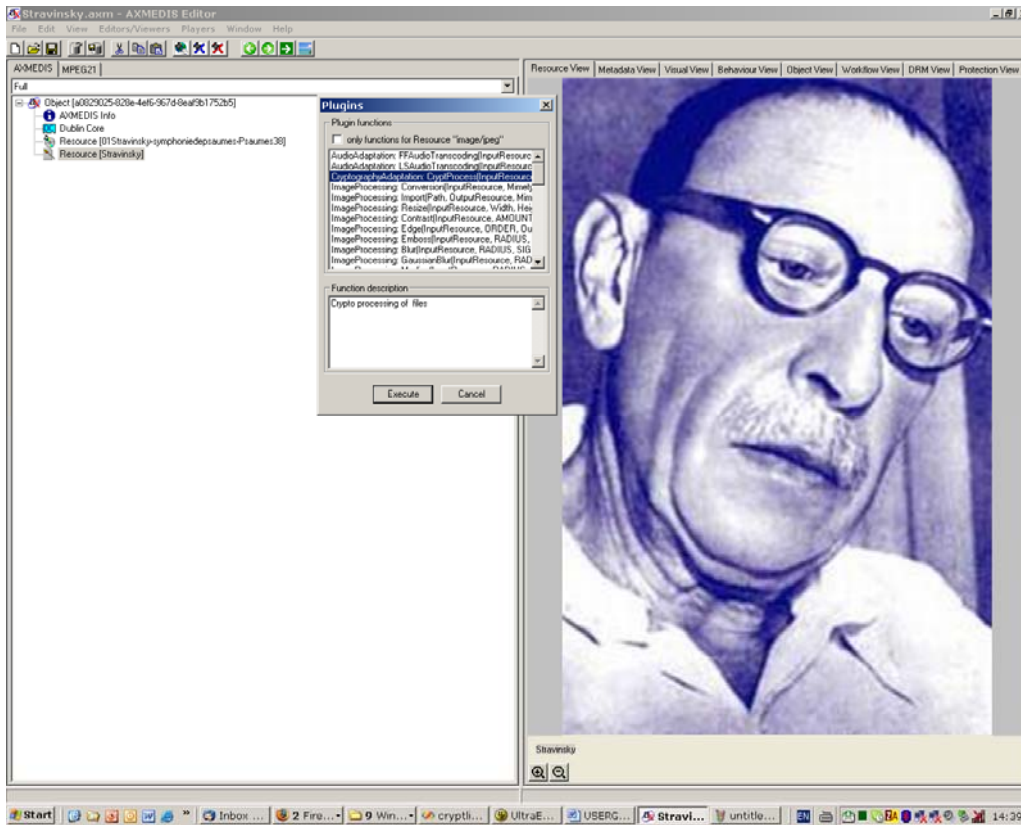 Stravinsky.axm - AXMEDIS Editor
File Edit View Editors/Viewers Players Window Help
AXMEDIS MPEG21
Full
Object [a0829025-828e-4ef6-967d-8eaf9b1752b5]
AXMEDIS Info
Dublin Core
Resource [01Stravinsky-symphoniedepsaumes-Psaumes38]
Resource [Stravinsky]
Plugins
Plugin functions
only functions for Resource "image/jpeg"
AudioAdaptation: FFAudioTranscoding(InputResourc
AudioAdaptation: LSAudioTranscoding(InputResourc
CryptographyAdaptation: CryptProcess(InputResource
ImageProcessing: Conversion(InputResource, Mimety
ImageProcessing: Import(Path, OutputResource, Mim
ImageProcessing: Resize(InputResource, Width, Hei
ImageProcessing: Contrast(InputResource, AMOUNT
ImageProcessing: Edge(InputResource, ORDER, Ou
ImageProcessing: Emboss(InputResource, RADIUS,
ImageProcessing: Blur(InputResource, RADIUS, SIG
ImageProcessing: GaussianBlur(InputResource, RAD
Function description
Crypto processing of files
Execute Cancel
Resource View Metadata View Visual View Behaviour View Object View Workflow View DRM View Protection View
Stravinsky
Start Inbox ... 2 Fire... 9 Win... cryptli... UltraE... USERG... Stravi... untitle... EN 14:39